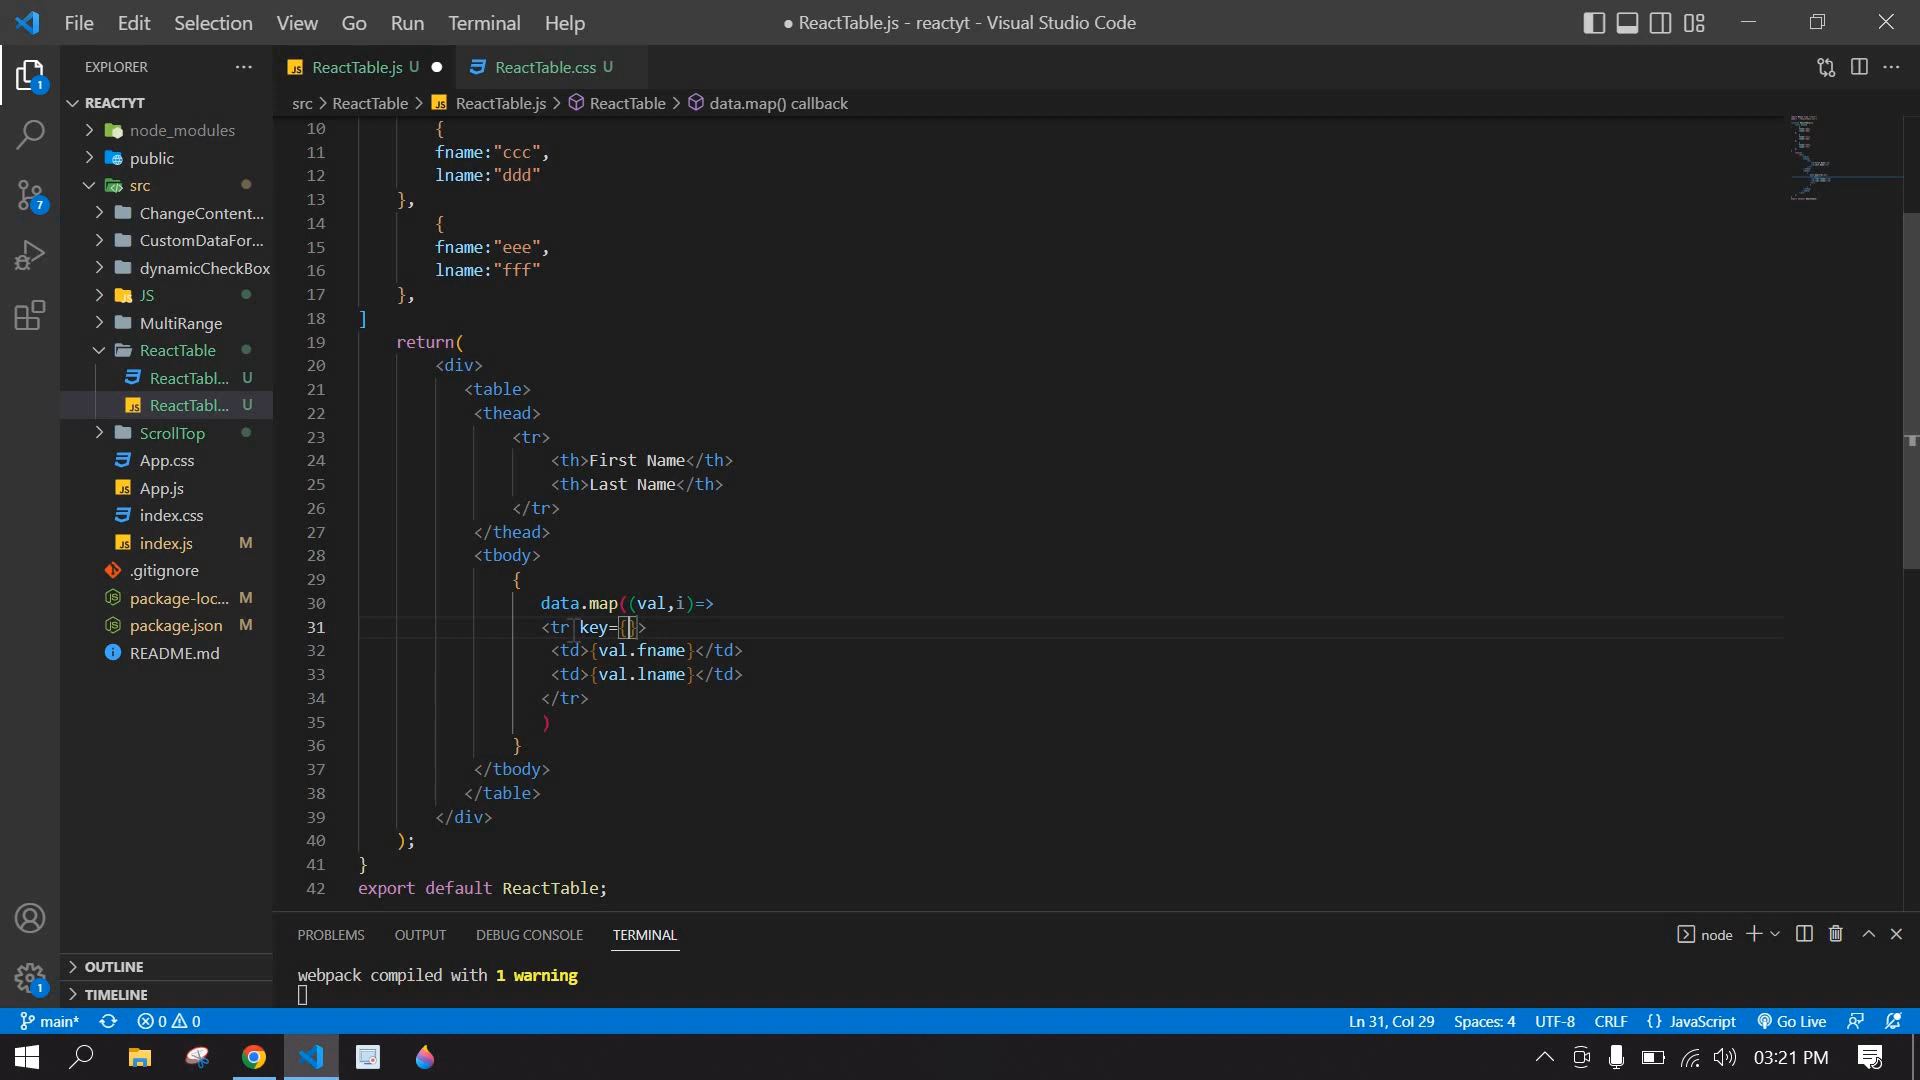 File Edit Selection View Go Run Terminal Help
● ReactTable.js - reactyt - Visual Studio Code
EXPLORER
REACTYT
node_modules
public
src
ChangeContent...
CustomDataFor...
dynamicCheckBox
JS
MultiRange
ReactTable
ReactTabl... U
ReactTabl... U
ScrollTop
App.css
App.js
index.css
index.js M
.gitignore
package-loc... M
package.json M
README.md
OUTLINE
TIMELINE
ReactTable.js U ●
ReactTable.css U
src > ReactTable > ReactTable.js > ReactTable > data.map() callback
10 {
11 fname:"ccc",
12 lname:"ddd"
13 },
14 {
15 fname:"eee",
16 lname:"fff"
17 },
18 ]
19 return(
20 <div>
21 <table>
22 <thead>
23 <tr>
24 <th>First Name</th>
25 <th>Last Name</th>
26 </tr>
27 </thead>
28 <tbody>
29 {
30 data.map((val,i)=>
31 <tr key={}>
32 <td>{val.fname}</td>
33 <td>{val.lname}</td>
34 </tr>
35 )
36 }
37 </tbody>
38 </table>
39 </div>
40 );
41 }
42 export default ReactTable;
PROBLEMS OUTPUT DEBUG CONSOLE TERMINAL
node
webpack compiled with 1 warning
1
7
1
main* 0 0
Ln 31, Col 29 Spaces: 4 UTF-8 CRLF {} JavaScript Go Live
03:21 PM